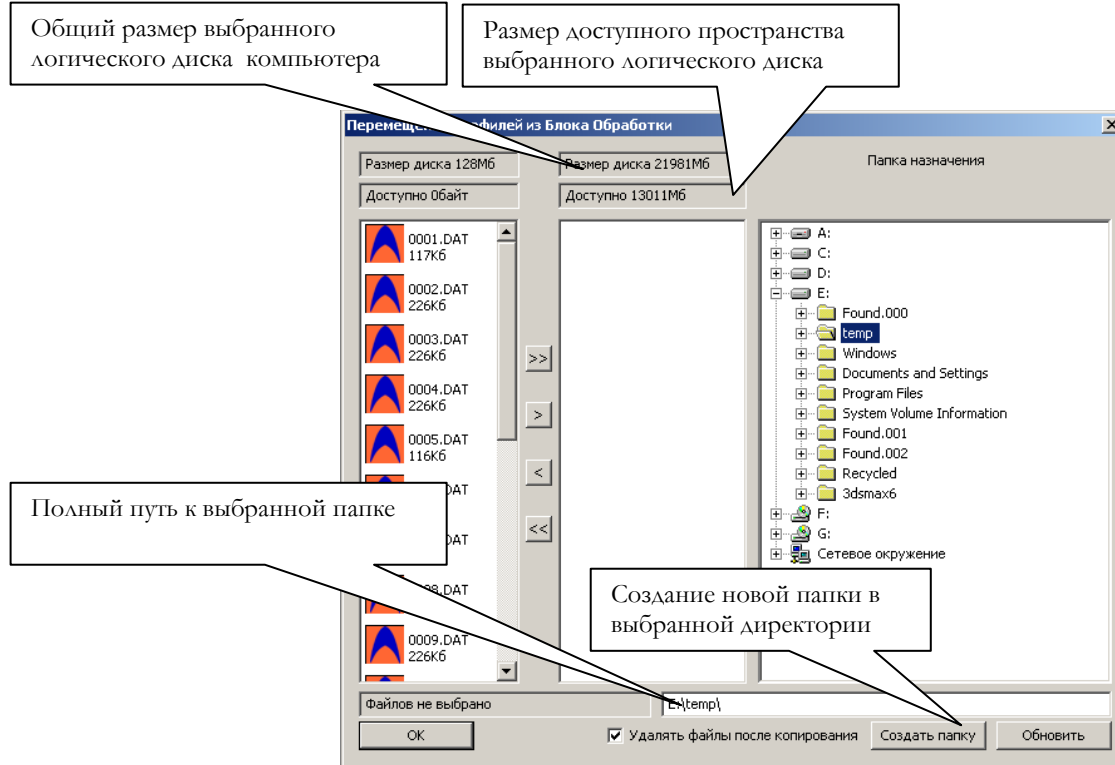 Общий размер выбранного
логического диска компьютера
Размер доступного пространства
выбранного логического диска
Перемещ филей из Блока Обработки
Размер диска 128Мб
Размер диска 21981Мб
Папка назначения
Доступно 0байт
Доступно 13011Мб
0001.DAT
117Кб
0002.DAT
226Кб
0003.DAT
226Кб
0004.DAT
226Кб
0005.DAT
116Кб
DAT
DAT
DAT
0009.DAT
226Кб
>>
>
<
<<
A:
C:
D:
E:
Found.000
temp
Windows
Documents and Settings
Program Files
System Volume Information
Found.001
Found.002
Recycled
3dsmax6
F:
G:
Сетевое окружение
Полный путь к выбранной папке
Создание новой папки в
выбранной директории
Файлов не выбрано
E:\temp\
OK
Удалять файлы после копирования
Создать папку
Обновить